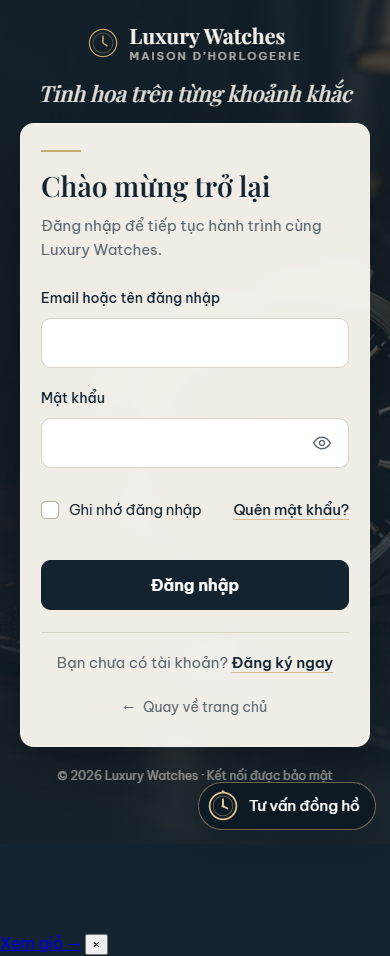 Luxury Watches
MAISON D'HORLOGERIE
Tinh hoa trên từng khoảnh khắc
Chào mừng trở lại
Đăng nhập để tiếp tục hành trình cùng
Luxury Watches.
Email hoặc tên đăng nhập
Mật khẩu
Ghi nhớ đăng nhập
Quên mật khẩu?
Đăng nhập
Bạn chưa có tài khoản? Đăng ký ngay
← Quay về trang chủ
© 2026 Luxury Watches · Kết nối được bảo mật
Tư vấn đồng hồ
Xem giỏ →
×